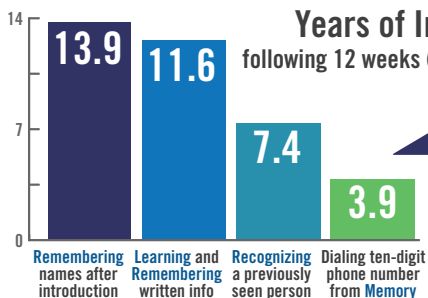 Years of
following 12 weeks
14
7
0
13.9
11.6
7.4
3.9
Remembering
names after
introduction
Learning and
Remembering
written info
Recognizing
a previously
seen person
Dialing ten-digit
phone number
from Memory